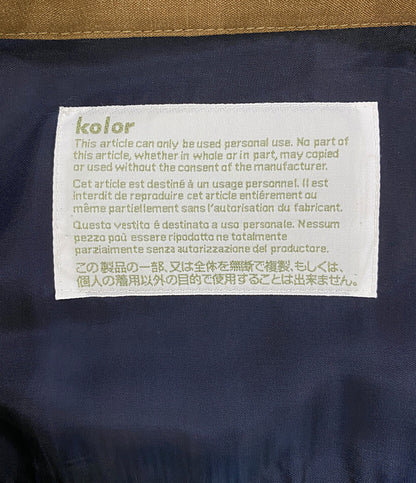 kolor
This article can only be used personal use. No part of
this article, whether in whole or in part, may copied
or used without the consent of the manufacturer.
Cet article est destiné à un usage personnel. Il est
interdit de reproduire cet article entiérement ou
même partiellement sans l'autorisation du fabricant.
Questo vestito é destinato a uso personale. Nessum
pezzo poù essere ripodotto ne totalmente
parzialmente senza autorizzazione del productore.
この製品の一部、又は全体を無断で複製、もしくは、
個人の着用以外の目的で使用することは出来ません。